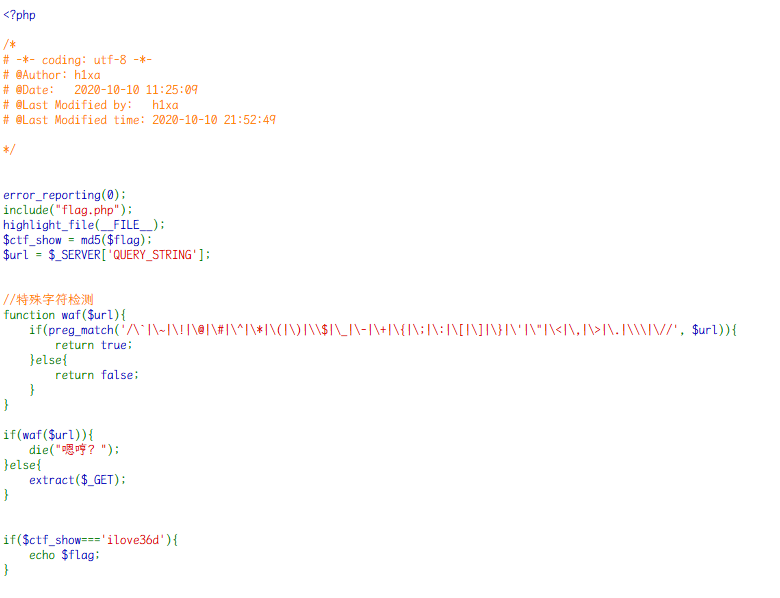 <?php
/*
# -*- coding: utf-8 -*-
# @Author: h1xa
# @Date:   2020-10-10 11:25:09
# @Last Modified by:   h1xa
# @Last Modified time: 2020-10-10 21:52:49
*/
error_reporting(0);
include("flag.php");
highlight_file(__FILE__);
$ctf_show = md5($flag);
$url = $_SERVER['QUERY_STRING'];
//特殊字符检测
function waf($url){
    if(preg_match('/\`|\~|\!|\@|\#|\^|\*|\(|\)|\\$|\_|\-|\+|\{|\;|\:|\[|\]|\}|\'|\"|\<|\,|\>|\.|\\\|\//', $url)){
        return true;
    }else{
        return false;
    }
}
if(waf($url)){
    die("嗯哼？");
}else{
    extract($_GET);
}
if($ctf_show==='ilove36d'){
    echo $flag;
}